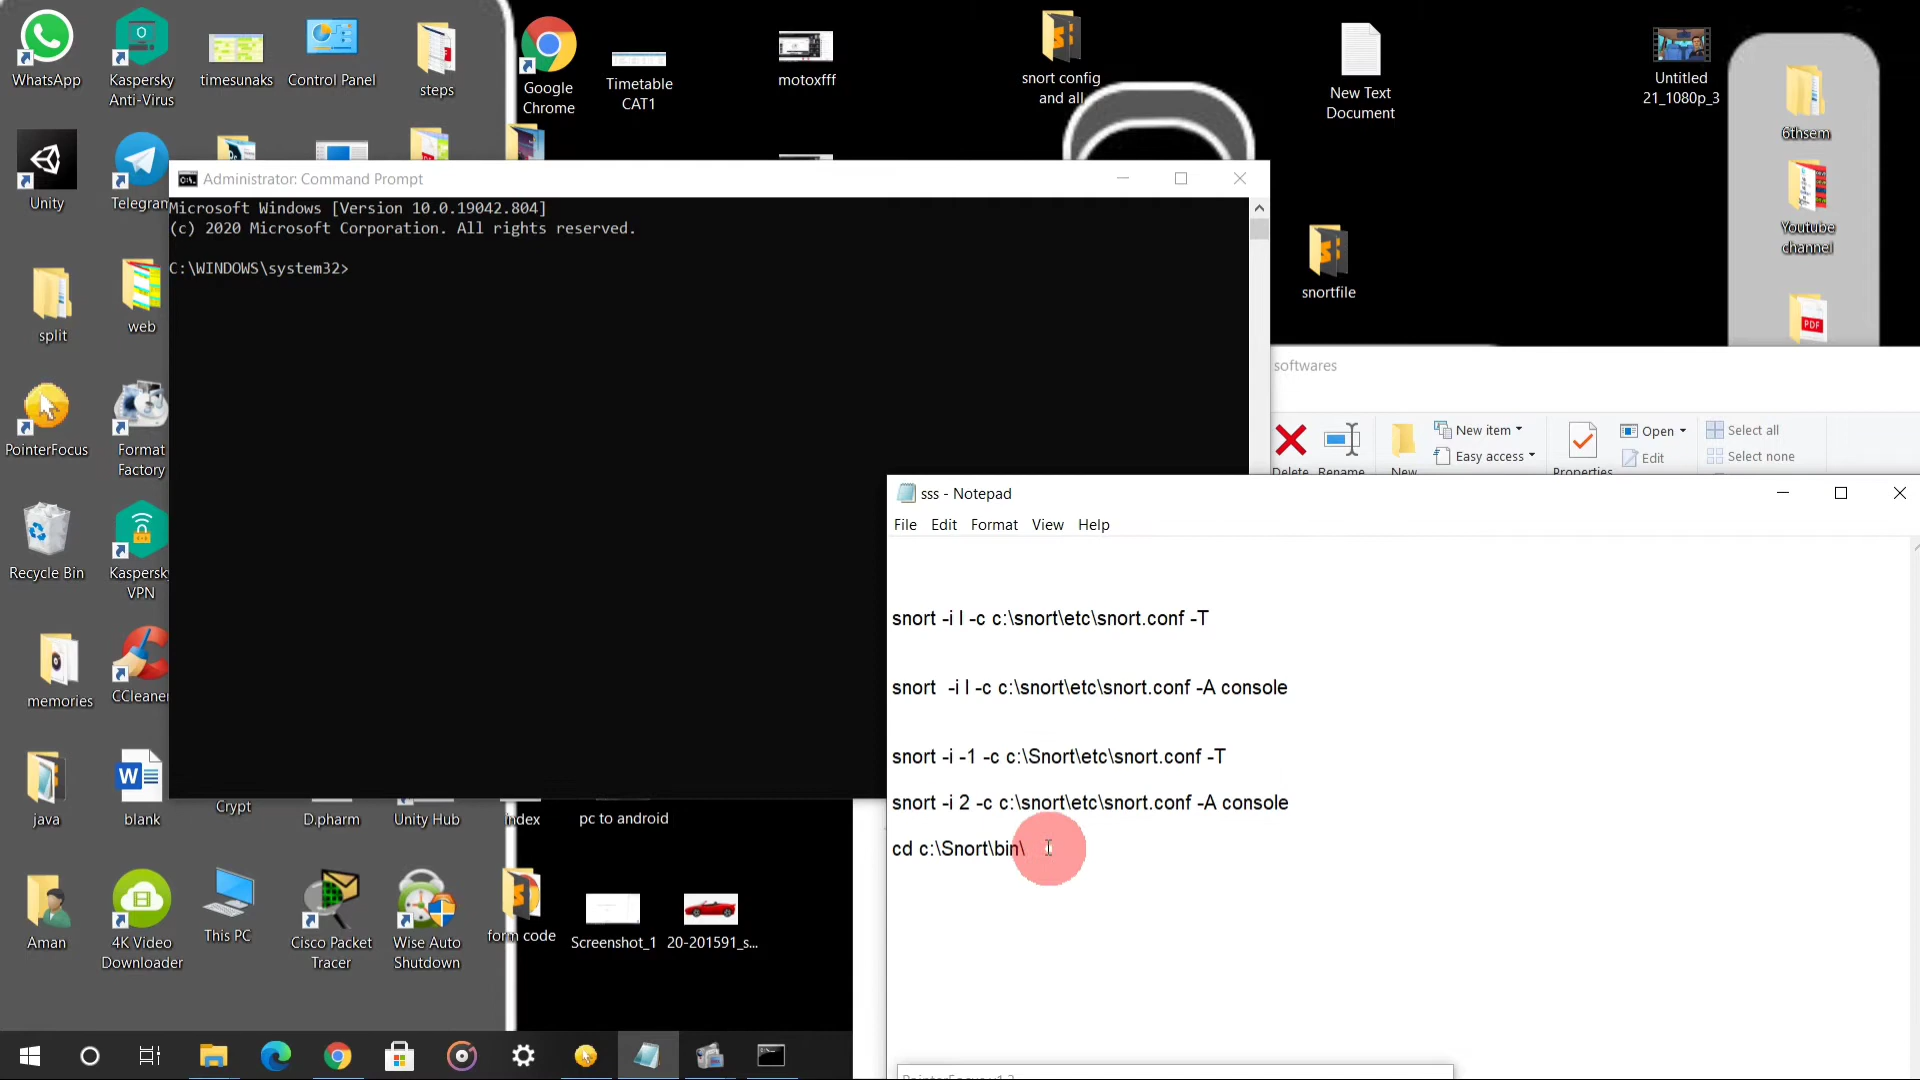 WhatsApp
Kaspersky
Anti-Virus
timesunaks
Control Panel
steps
Google
Chrome
Timetable
CAT1
motoxfff
snort config
and all
New Text
Document
Untitled
21_1080p_3
6thsem
Unity
Telegram
Youtube
channel
Administrator: Command Prompt
Microsoft Windows [Version 10.0.19042.804]
(c) 2020 Microsoft Corporation. All rights reserved.
C:\WINDOWS\system32>
split
web
snortfile
PDF
softwares
PointerFocus
Format
Factory
Delete
Rename
New
New item
Easy access
Properties
Open
Edit
Select all
Select none
sss - Notepad
File Edit Format View Help
snort -i l -c c:\snort\etc\snort.conf -T
snort  -i l -c c:\snort\etc\snort.conf -A console
snort -i -1 -c c:\Snort\etc\snort.conf -T
snort -i 2 -c c:\snort\etc\snort.conf -A console
cd c:\Snort\bin\
Recycle Bin
Kaspersky
VPN
memories
CCleaner
java
blank
Crypt
D.pharm
Unity Hub
index
pc to android
Aman
4K Video
Downloader
This PC
Cisco Packet
Tracer
Wise Auto
Shutdown
form code
Screenshot_1
20-201591_s...